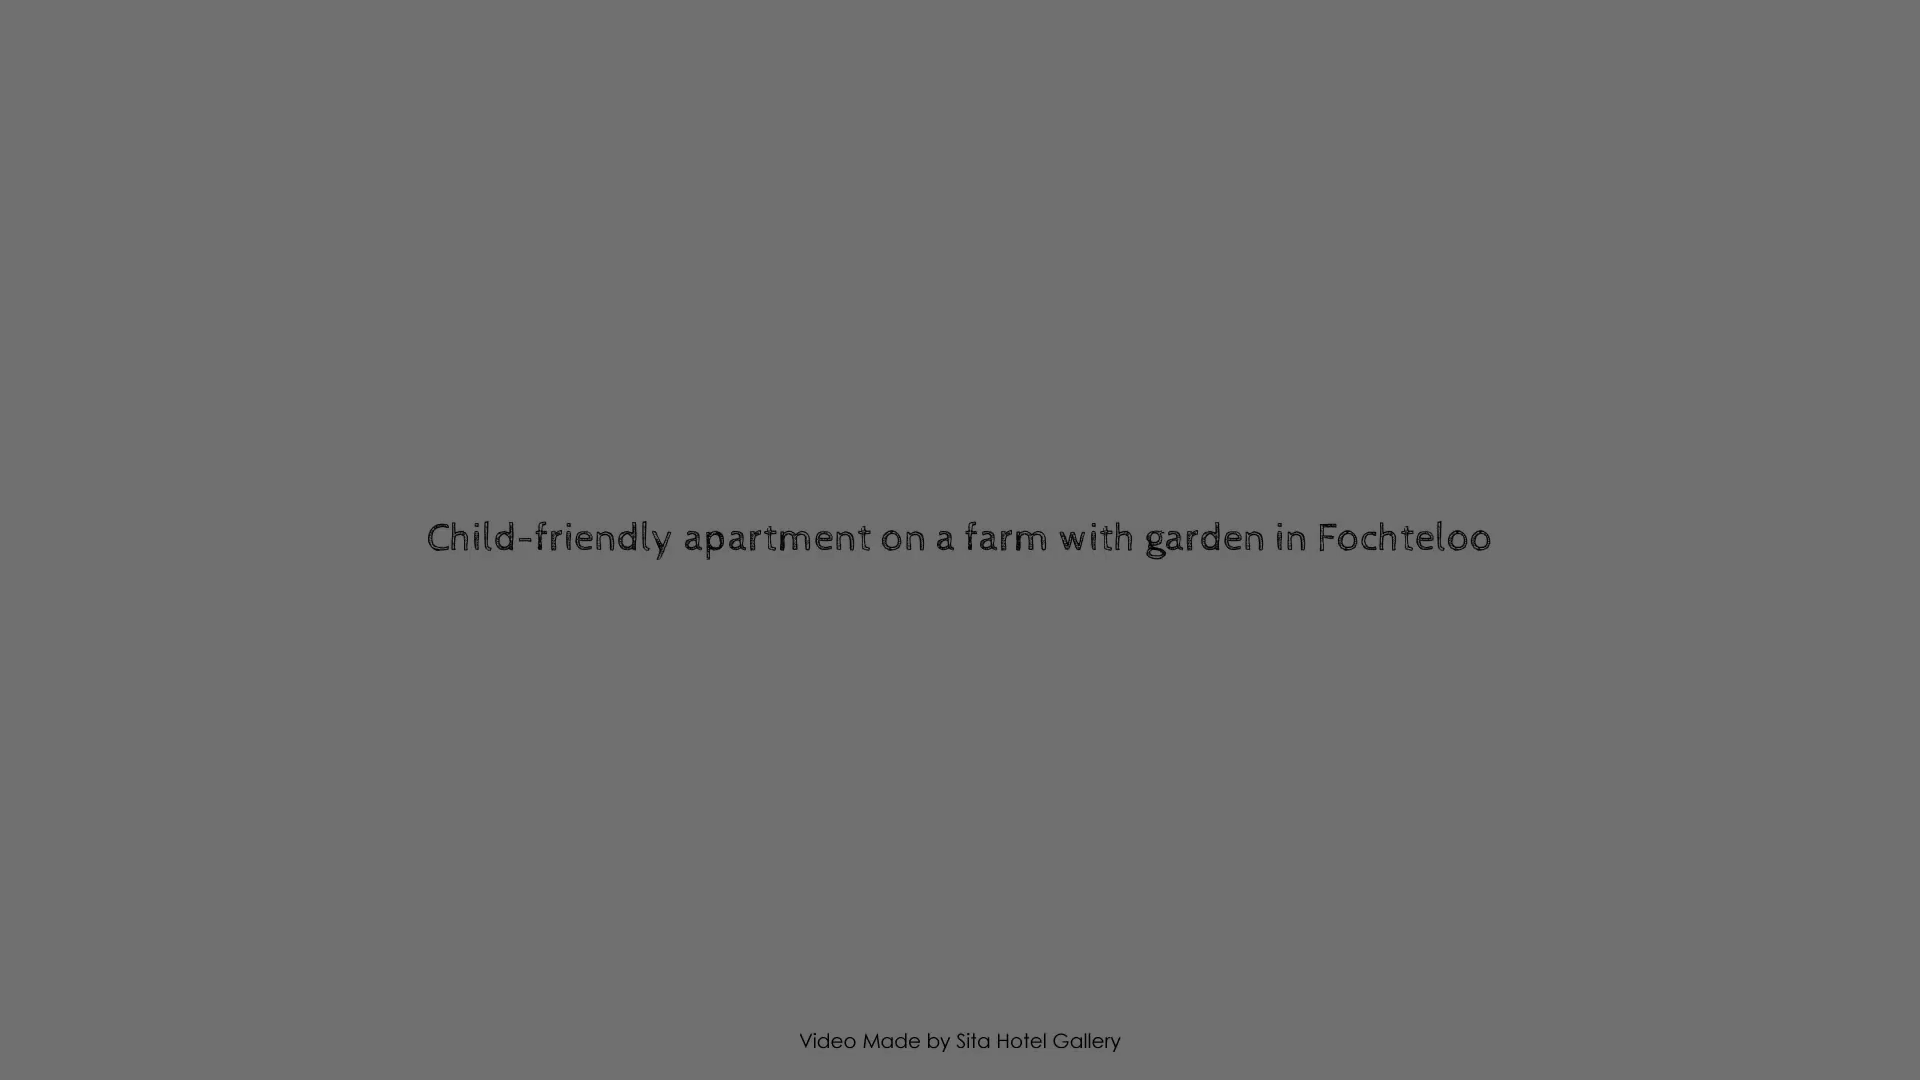 Child-friendly apartment on a farm with garden in Fochteloo
Video Made by Sita Hotel Gallery